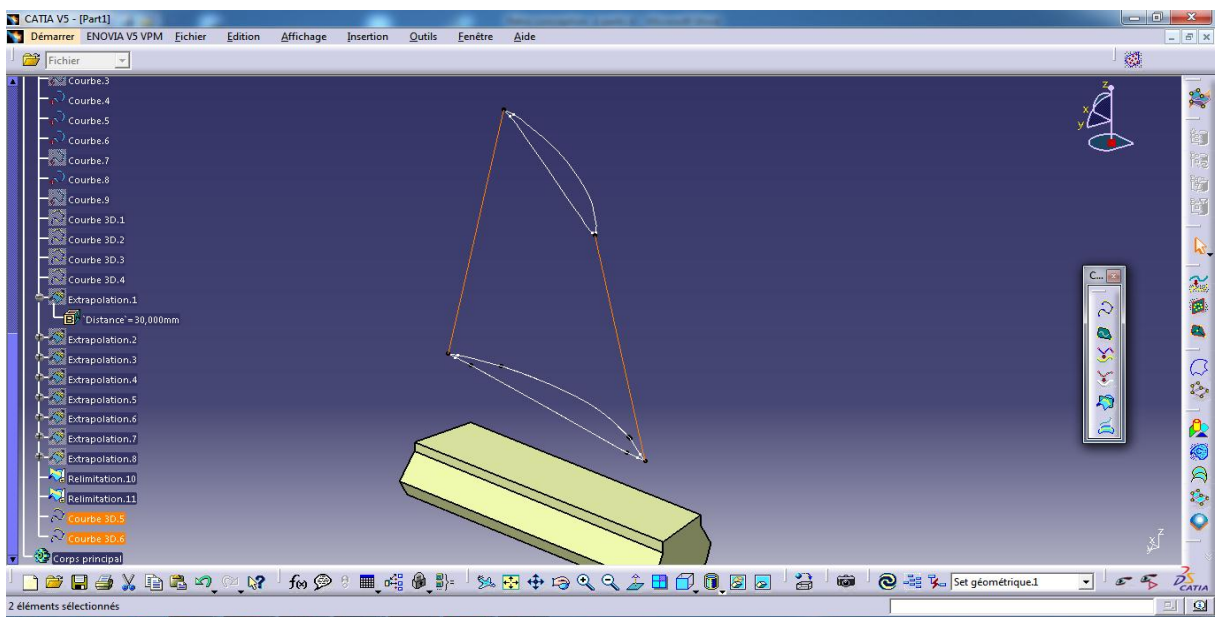 CATIA V5 - [Part1]
Démarrer ENOVIA V5 VPM Fichier Edition Affichage Insertion Outils Fenêtre Aide
Fichier
Courbe.3
Courbe.4
Courbe.5
Courbe.6
Courbe.7
Courbe.8
Courbe.9
Courbe 3D.1
Courbe 3D.2
Courbe 3D.3
Courbe 3D.4
Extrapolation.1
`Distance`=30,000mm
Extrapolation.2
Extrapolation.3
Extrapolation.4
Extrapolation.5
Extrapolation.6
Extrapolation.7
Extrapolation.8
Relimitation.10
Relimitation.11
Courbe 3D.5
Courbe 3D.6
Corps principal
z
x
y
C...
z
x
y
f(x)
Set géométrique.1
CATIA
2 éléments sélectionnés